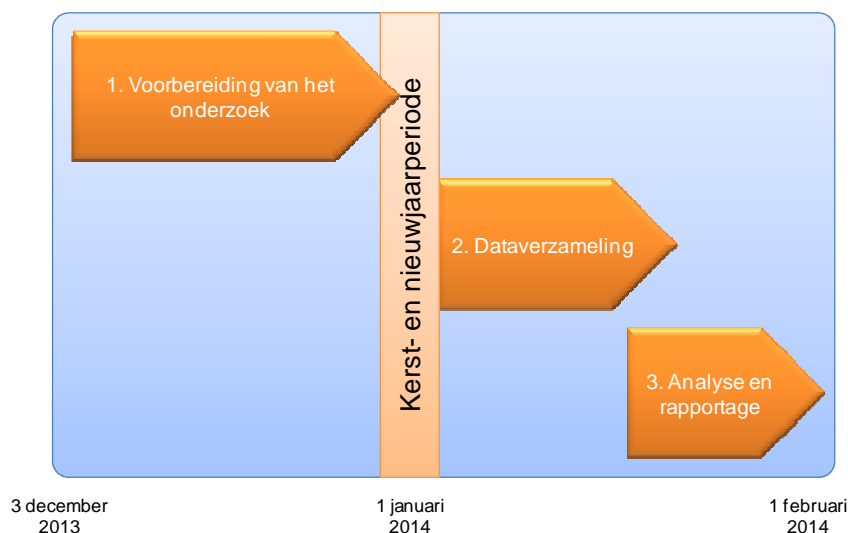 1. Voorbereiding van het
onderzoek
Kerst- en nieuwjaarperiode
2. Dataverzameling
3. Analyse en
rapportage
3 december
2013
1 januari
2014
1 februari
2014